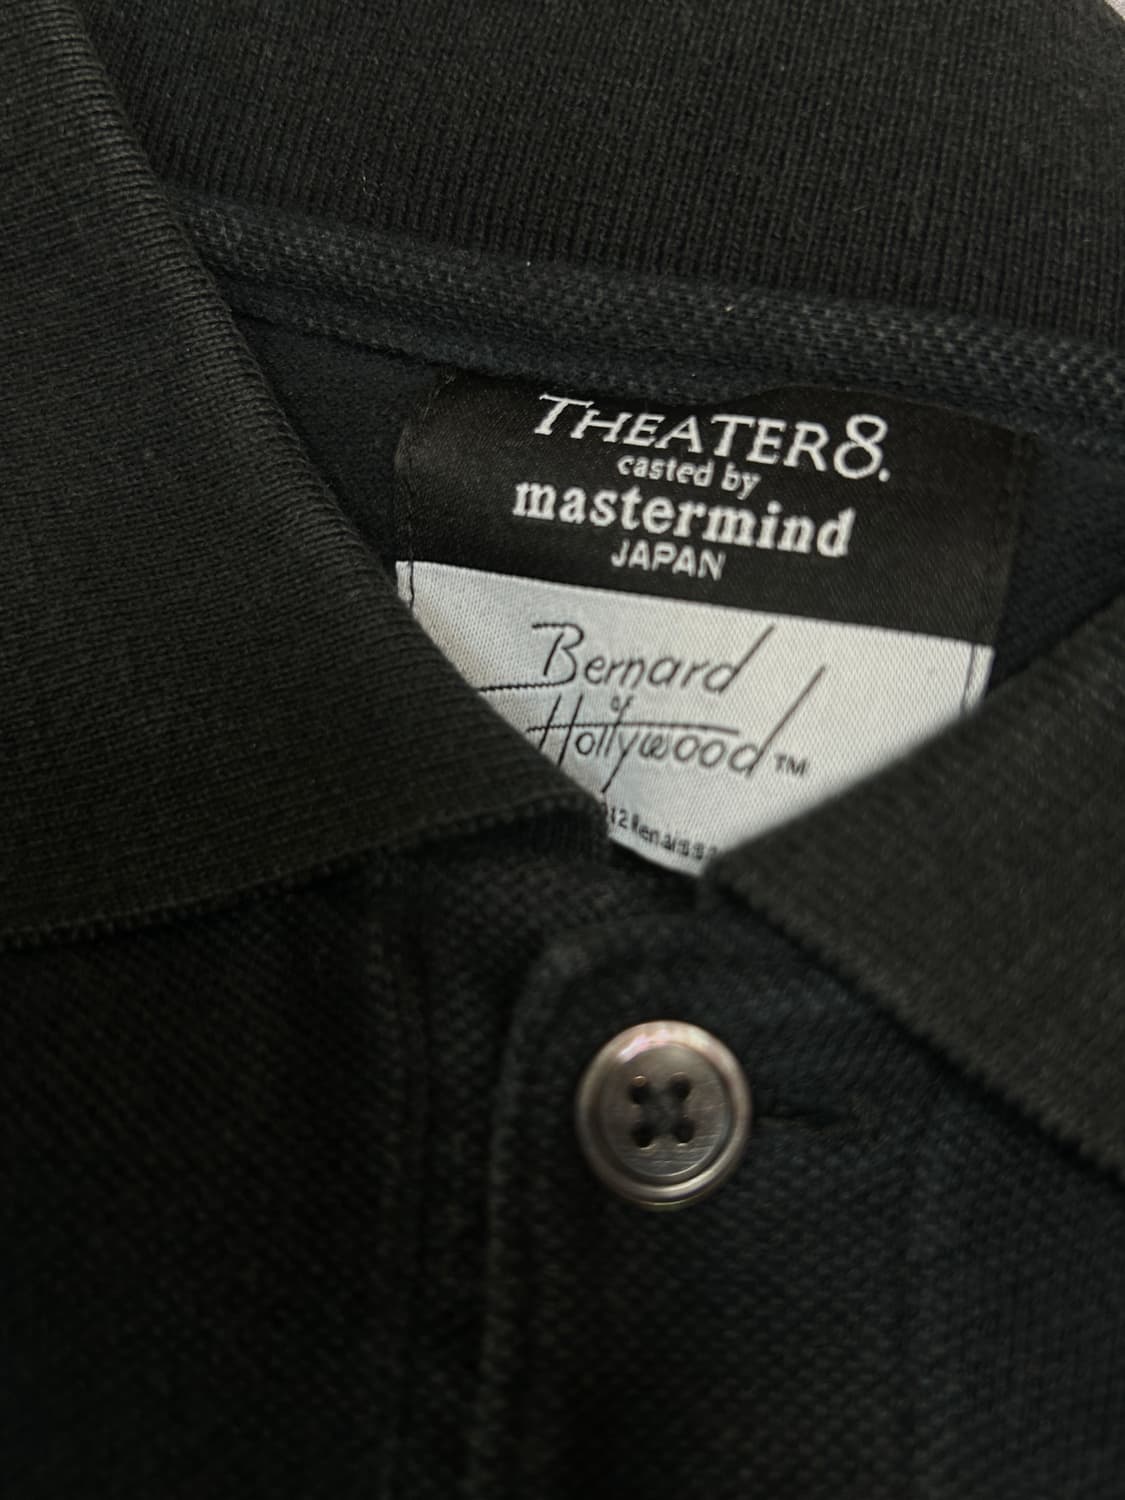 THEATER8.
casted by
mastermind
JAPAN
Bernard
of
Hollywood™